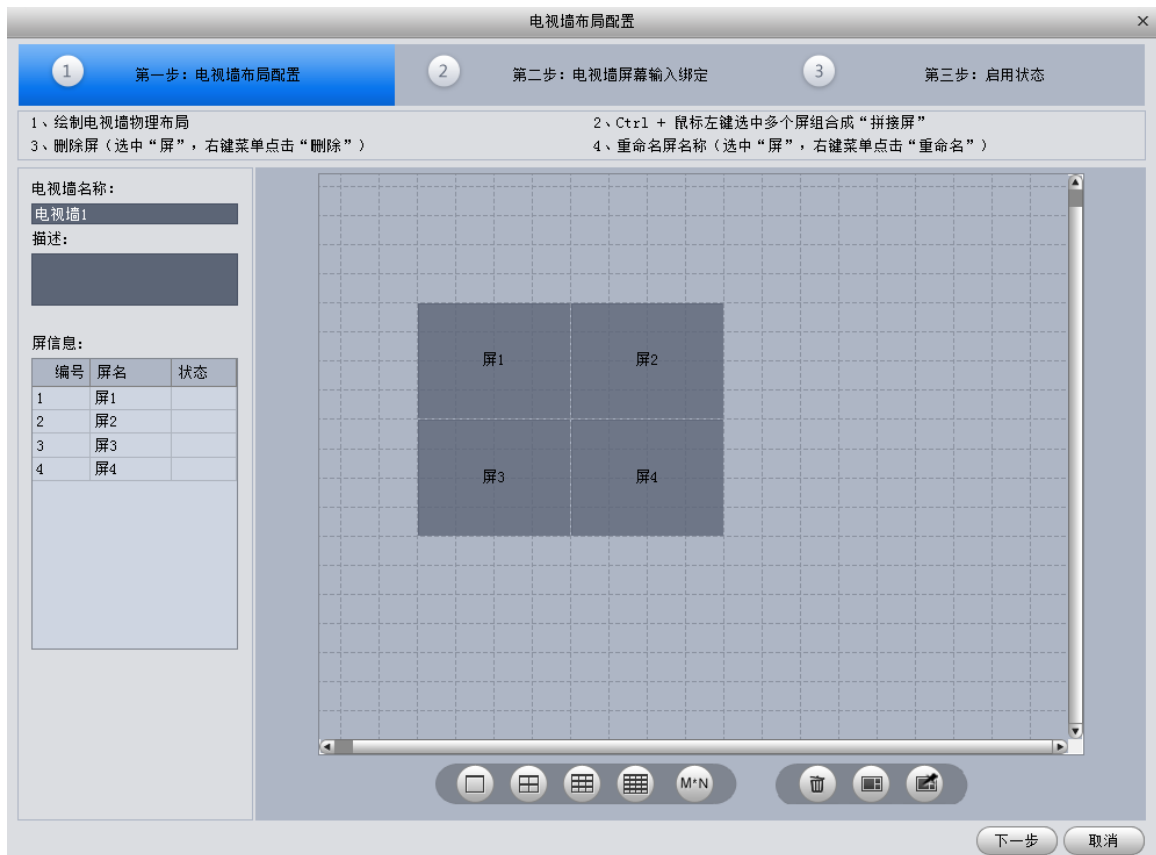 电视墙布局配置
1 第一步：电视墙布局配置 2 第二步：电视墙屏幕输入绑定 3 第三步：启用状态
1、绘制电视墙物理布局 2、Ctrl + 鼠标左键选中多个屏组合成“拼接屏”
3、删除屏（选中“屏”，右键菜单点击“删除”） 4、重命名屏名称（选中“屏”，右键菜单点击“重命名”）
电视墙名称：
电视墙1
描述：
屏信息：
编号 屏名 状态
1 屏1
2 屏2
3 屏3
4 屏4
屏1 屏2
屏3 屏4
M*N
下一步 取消